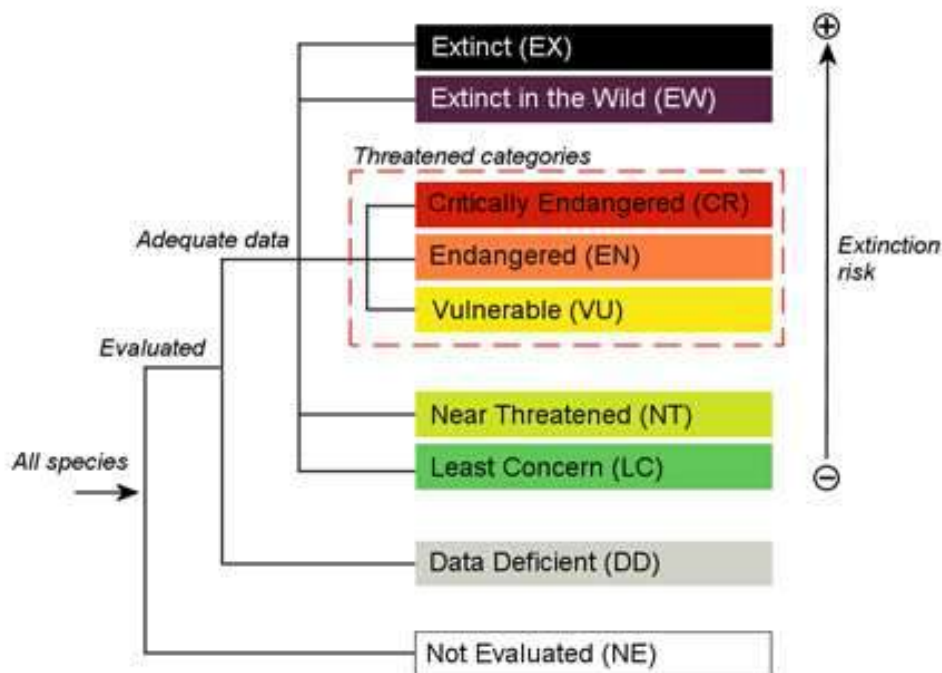 Extinct (EX)
Extinct in the Wild (EW)
Threatened categories
Critically Endangered (CR)
Adequate data
Endangered (EN)
Extinction
risk
Vulnerable (VU)
Evaluated
Near Threatened (NT)
All species
Least Concern (LC)
Data Deficient (DD)
Not Evaluated (NE)